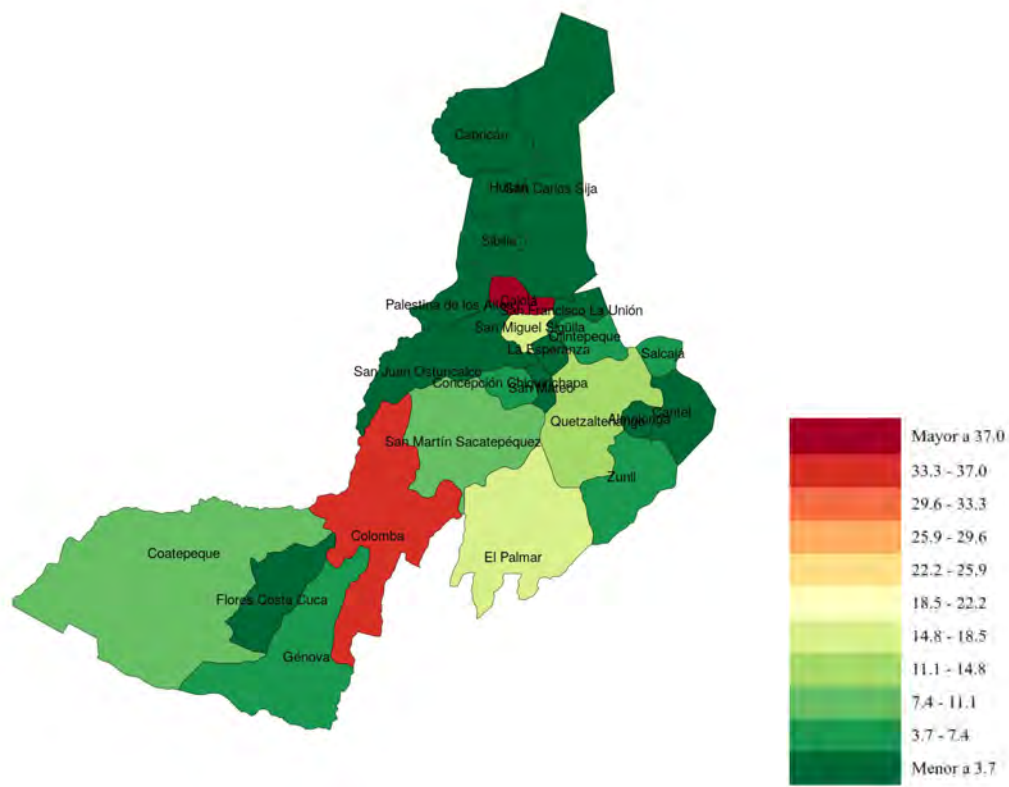 Cabricán
San Carlos Sija
Sibilia
Cajolá
Palestina de los Altos
San Francisco La Unión
San Miguel Sigüila
Olintepeque
La Esperanza
Salcajá
San Juan Ostuncalco
Concepción Chiquirichapa
San Mateo
Almolonga
Cantel
Quetzaltenango
San Martín Sacatepéquez
Zunil
Colomba
Coatepeque
El Palmar
Flores Costa Cuca
Génova
Mayor a 37.0
33.3 - 37.0
29.6 - 33.3
25.9 - 29.6
22.2 - 25.9
18.5 - 22.2
14.8 - 18.5
11.1 - 14.8
7.4 - 11.1
3.7 - 7.4
Menor a 3.7